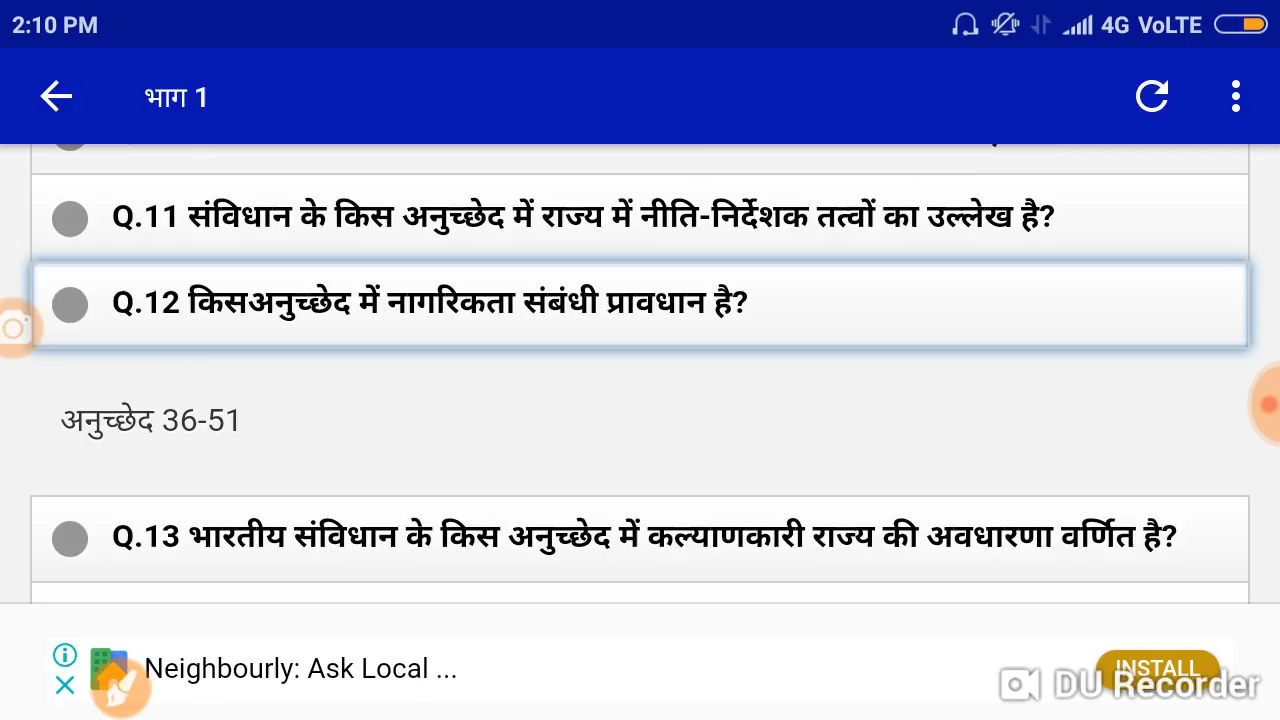 2:10 PM
4G VoLTE
भाग 1
Q.11 संविधान के किस अनुच्छेद में राज्य में नीति-निर्देशक तत्वों का उल्लेख है?
Q.12 किसअनुच्छेद में नागरिकता संबंधी प्रावधान है?
अनुच्छेद 36-51
Q.13 भारतीय संविधान के किस अनुच्छेद में कल्याणकारी राज्य की अवधारणा वर्णित है?
Neighbourly: Ask Local ...
INSTALL
DU Recorder